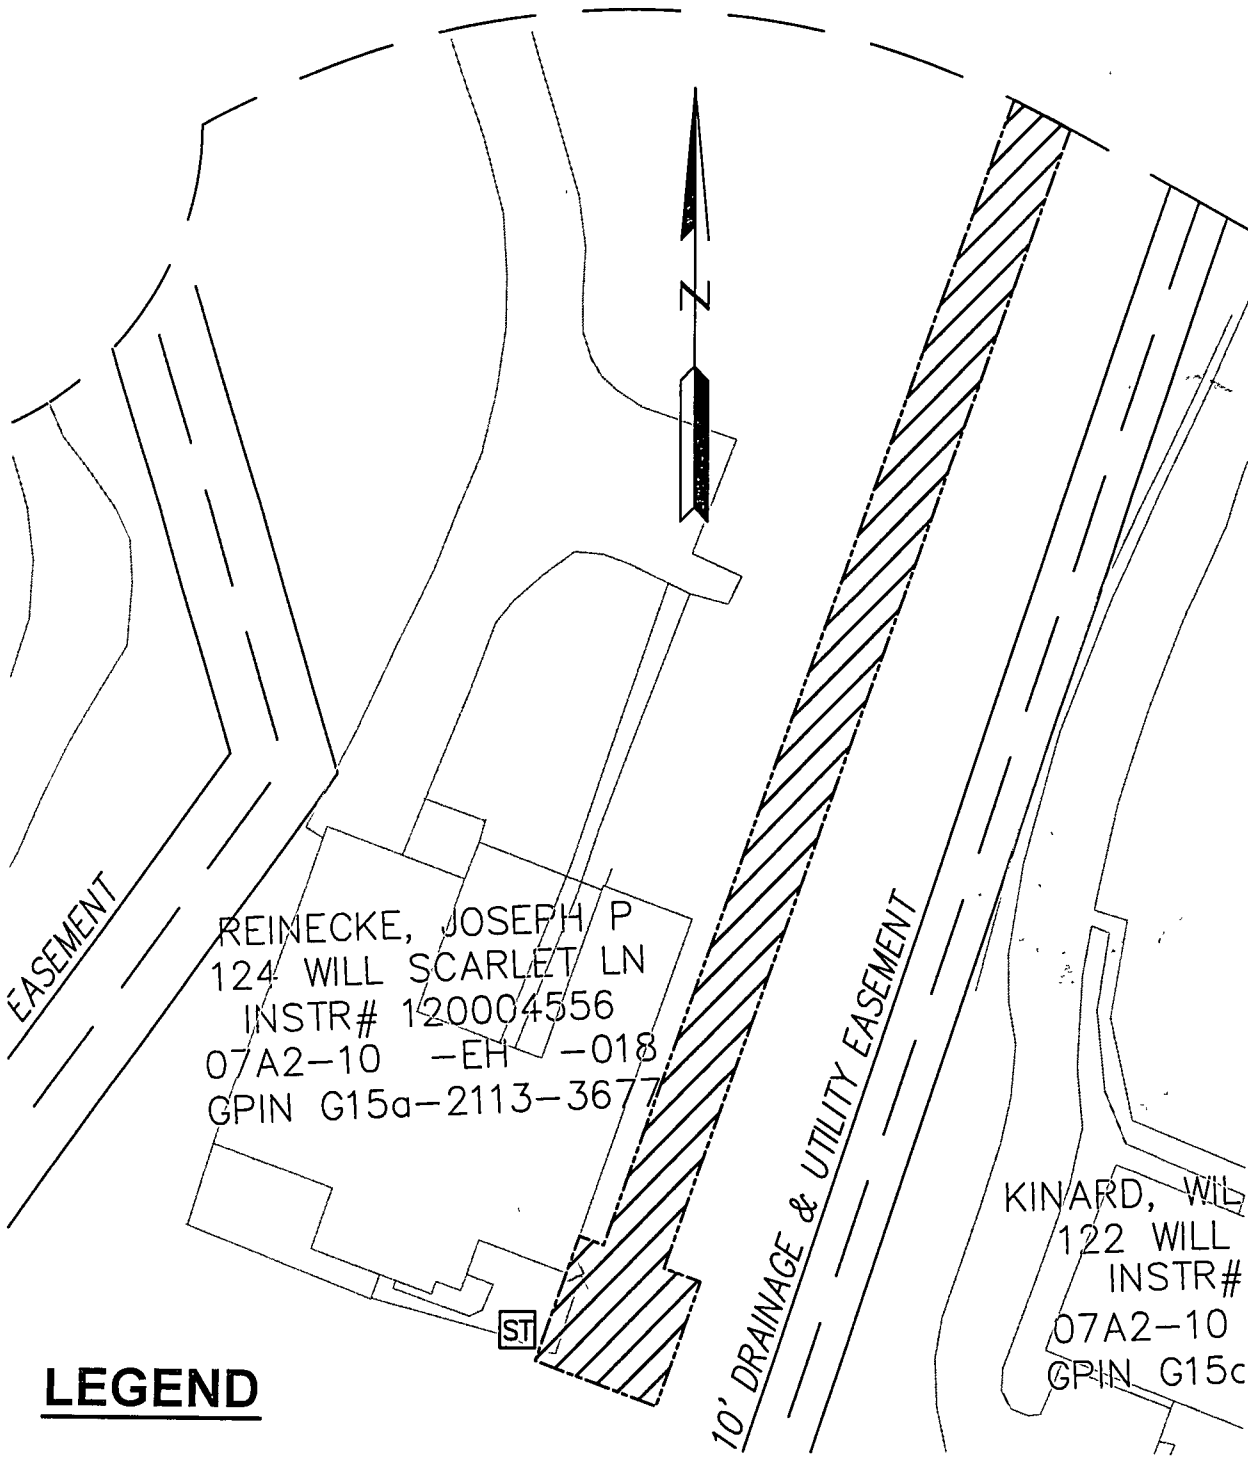 N
EASEMENT
REINECKE, JOSEPH P
124 WILL SCARLET LN
INSTR# 120004556
07A2-10 -EH -018
GPIN G15a-2113-3677
10' DRAINAGE & UTILITY EASEMENT
KINARD, WIL
122 WILL
INSTR#
07A2-10
GPIN G15
ST
LEGEND